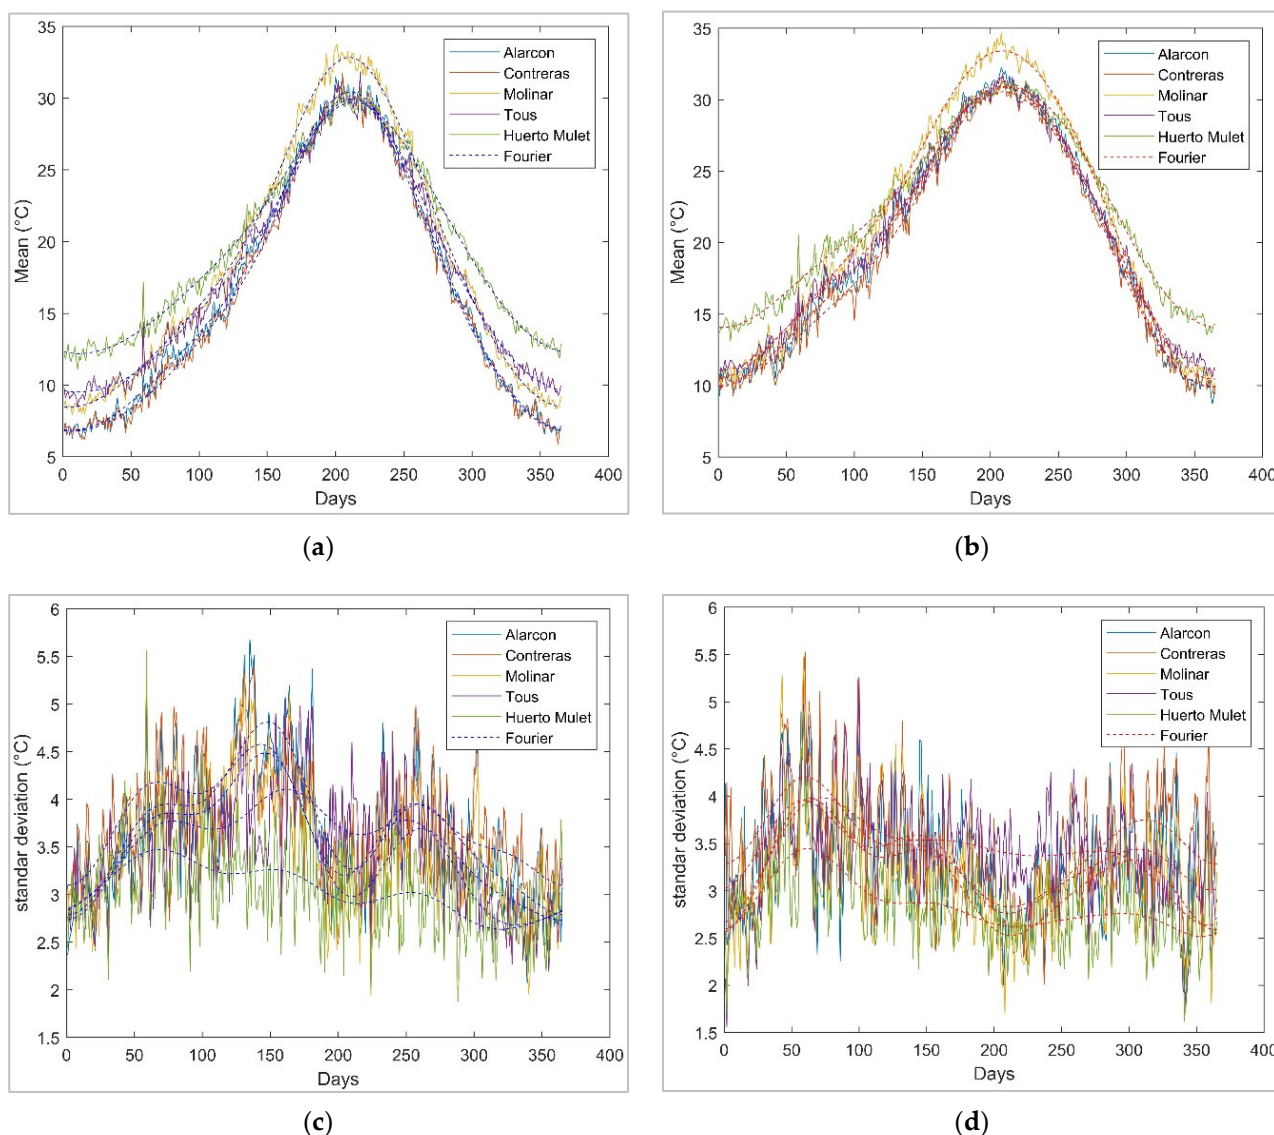 35
30
25
20
15
10
5
Mean (°C)
0 50 100 150 200 250 300 350 400
Days
Alarcon
Contreras
Molinar
Tous
Huerto Mulet
Fourier
(a)
35
30
25
20
15
10
5
Mean (°C)
0 50 100 150 200 250 300 350 400
Days
Alarcon
Contreras
Molinar
Tous
Huerto Mulet
Fourier
(b)
6
5.5
5
4.5
4
3.5
3
2.5
2
1.5
standar deviation (°C)
0 50 100 150 200 250 300 350 400
Days
Alarcon
Contreras
Molinar
Tous
Huerto Mulet
Fourier
(c)
6
5.5
5
4.5
4
3.5
3
2.5
2
1.5
standar deviation (°C)
0 50 100 150 200 250 300 350 400
Days
Alarcon
Contreras
Molinar
Tous
Huerto Mulet
Fourier
(d)